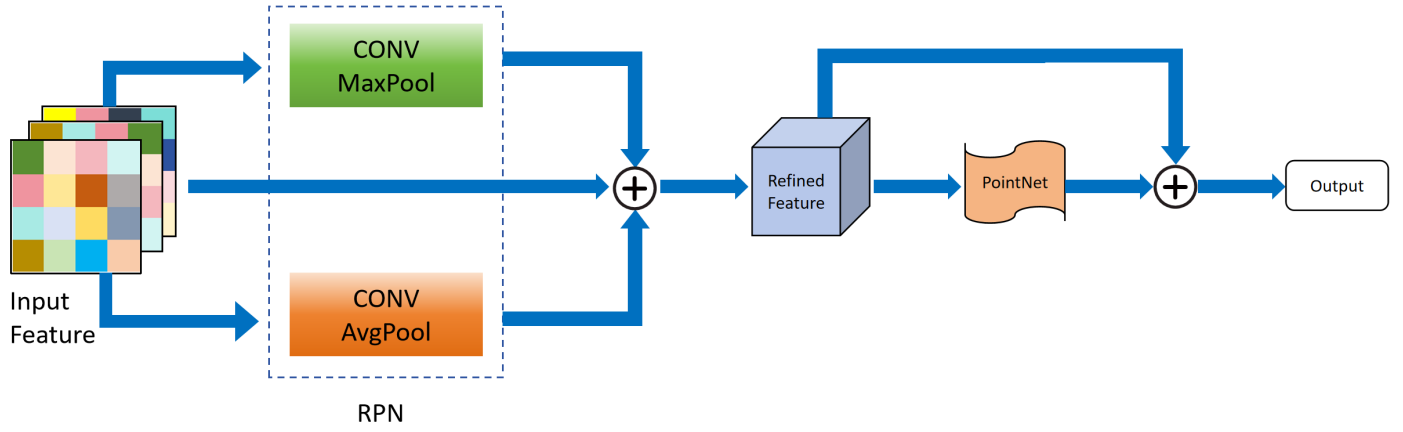 CONV
MaxPool
Input
Feature
CONV
AvgPool
RPN
Refined
Feature
PointNet
Output